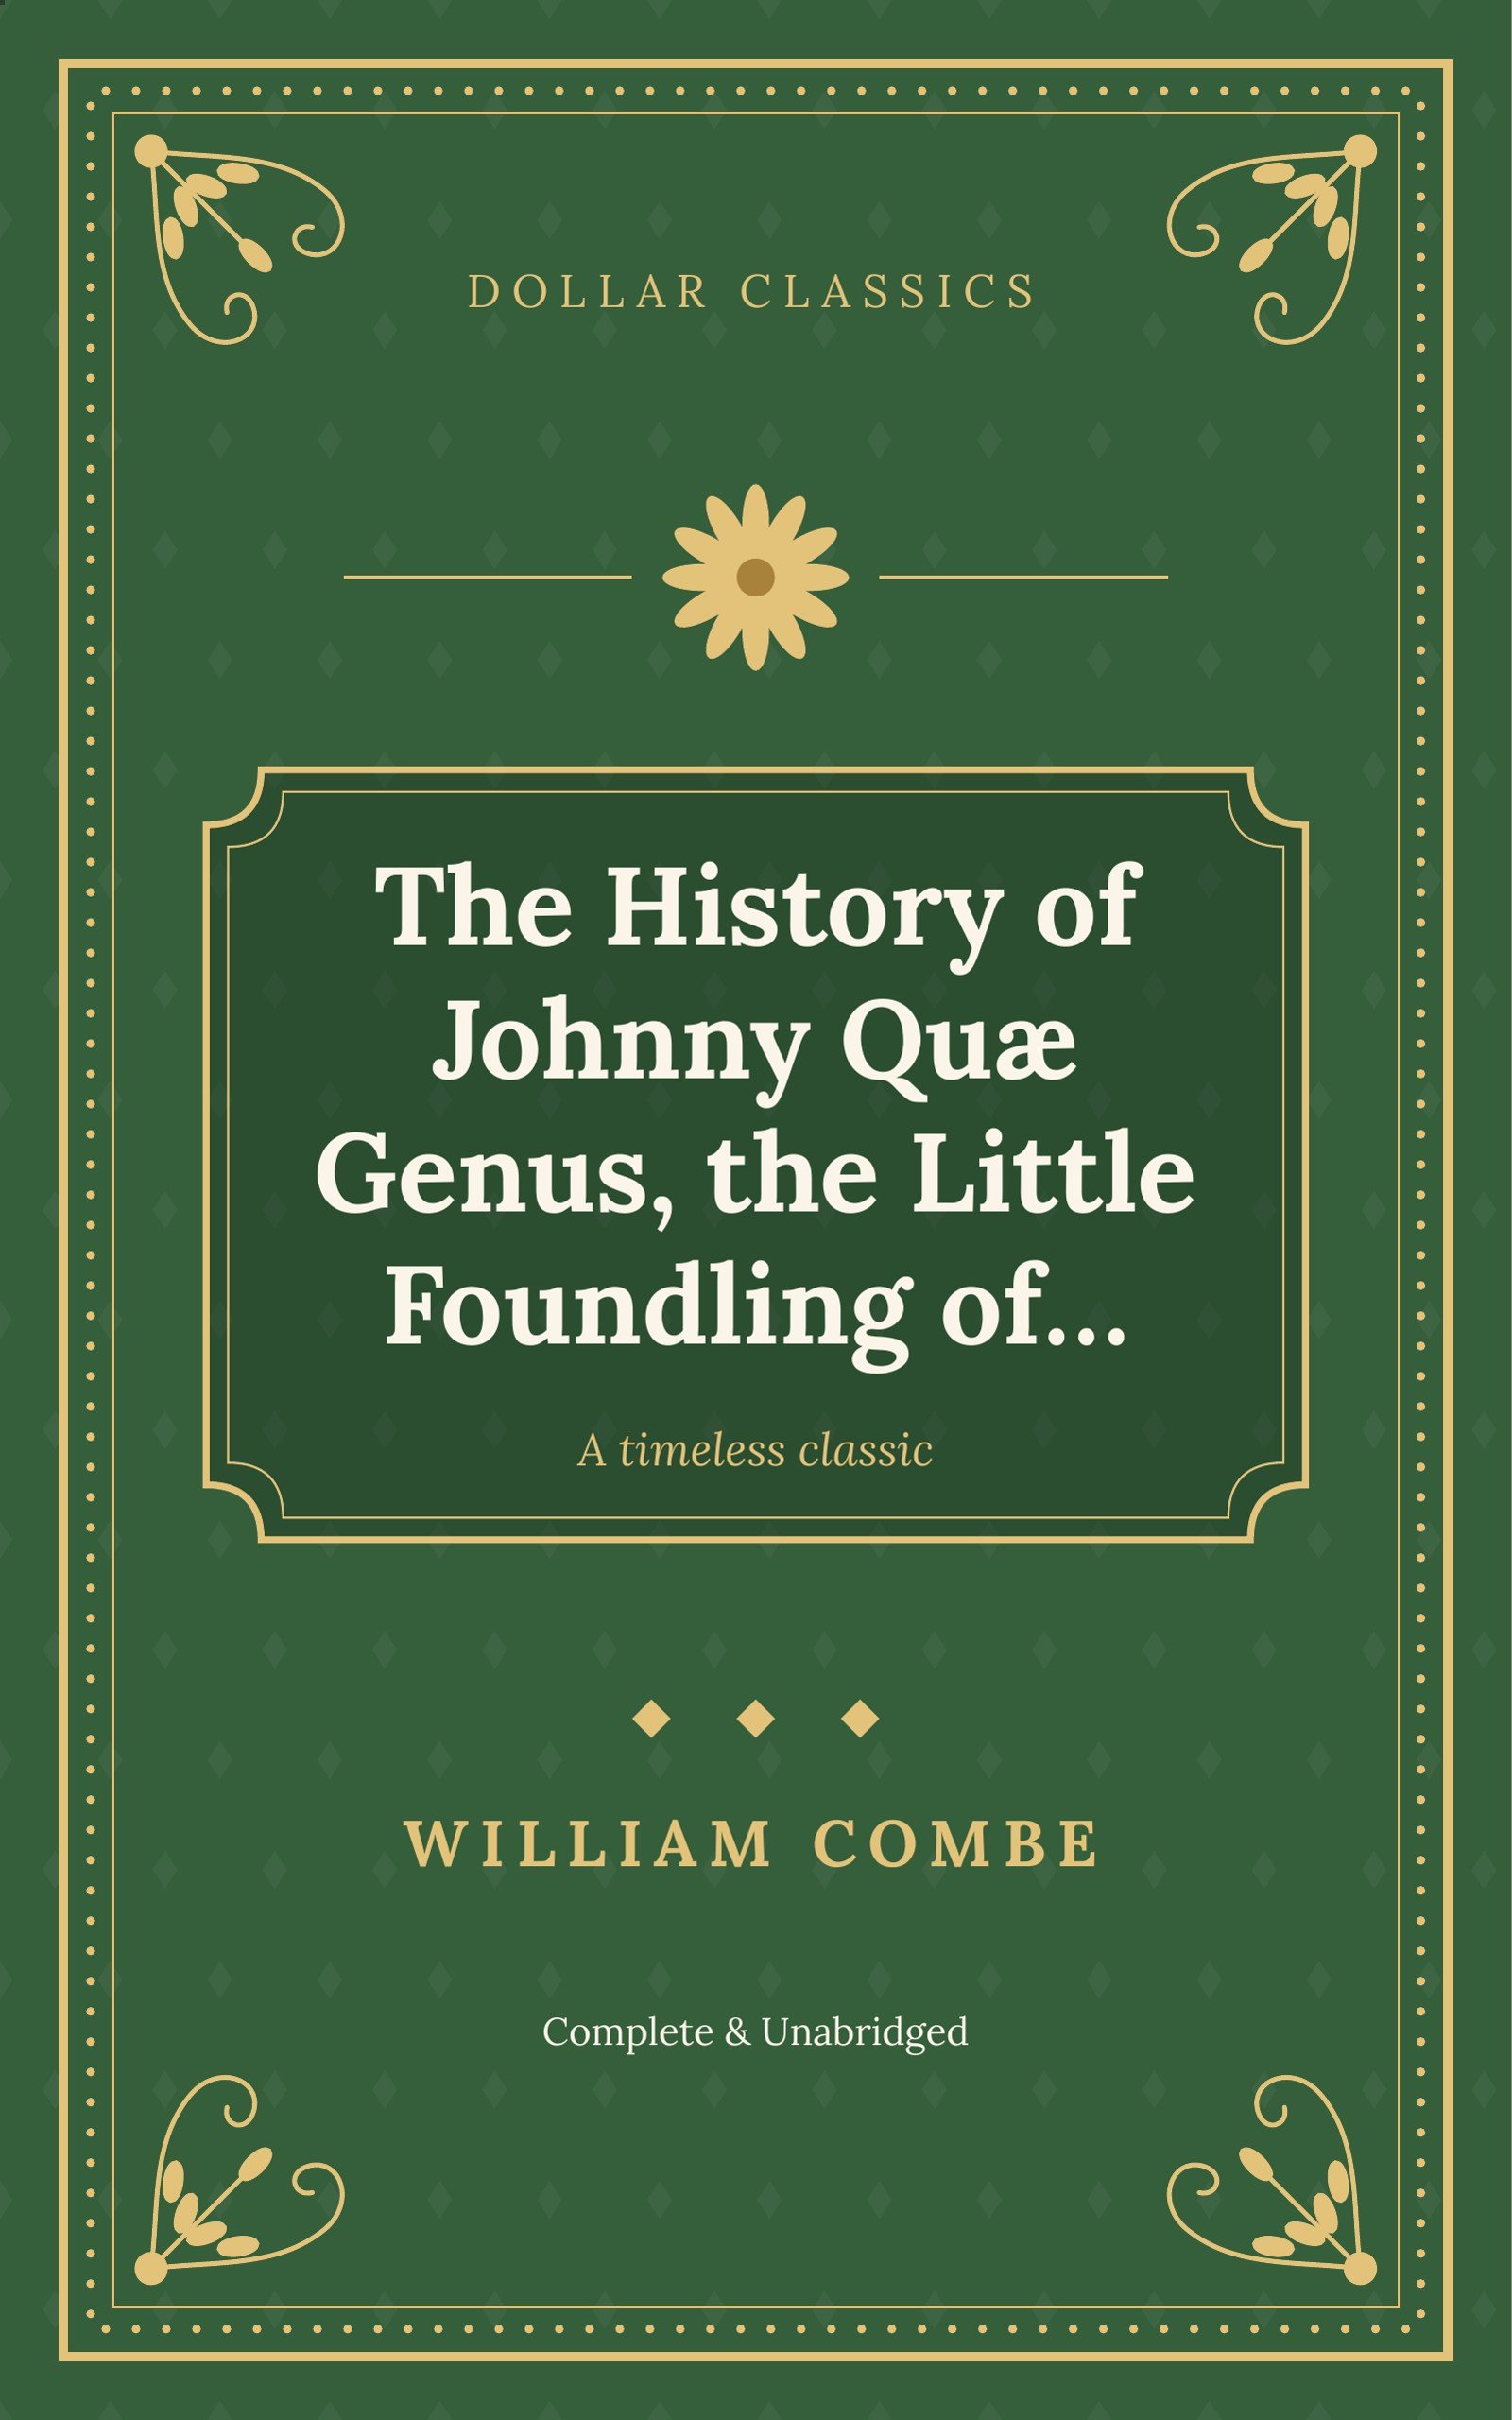 DOLLAR CLASSICS
The History of
Johnny Quæ
Genus, the Little
Foundling of...
A timeless classic
WILLIAM COMBE
Complete & Unabridged